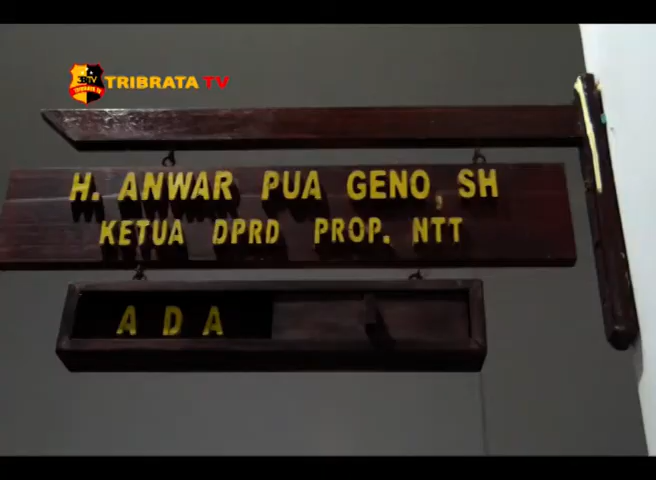 TRIBRATA TV
H. ANWAR PUA GENO, SH
KETUA DPRD PROP. NTT
ADA